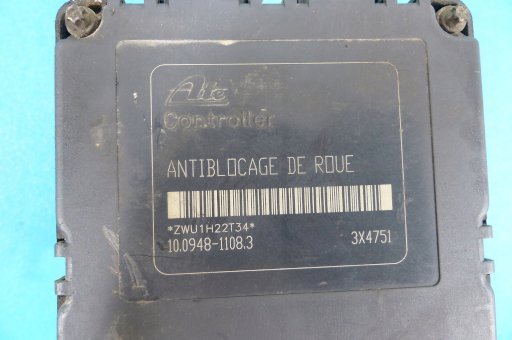 Ate
Controller
ANTIBLOCAGE DE ROUE
*ZWU1H22T34*
10.0948-1108.3 3X4751